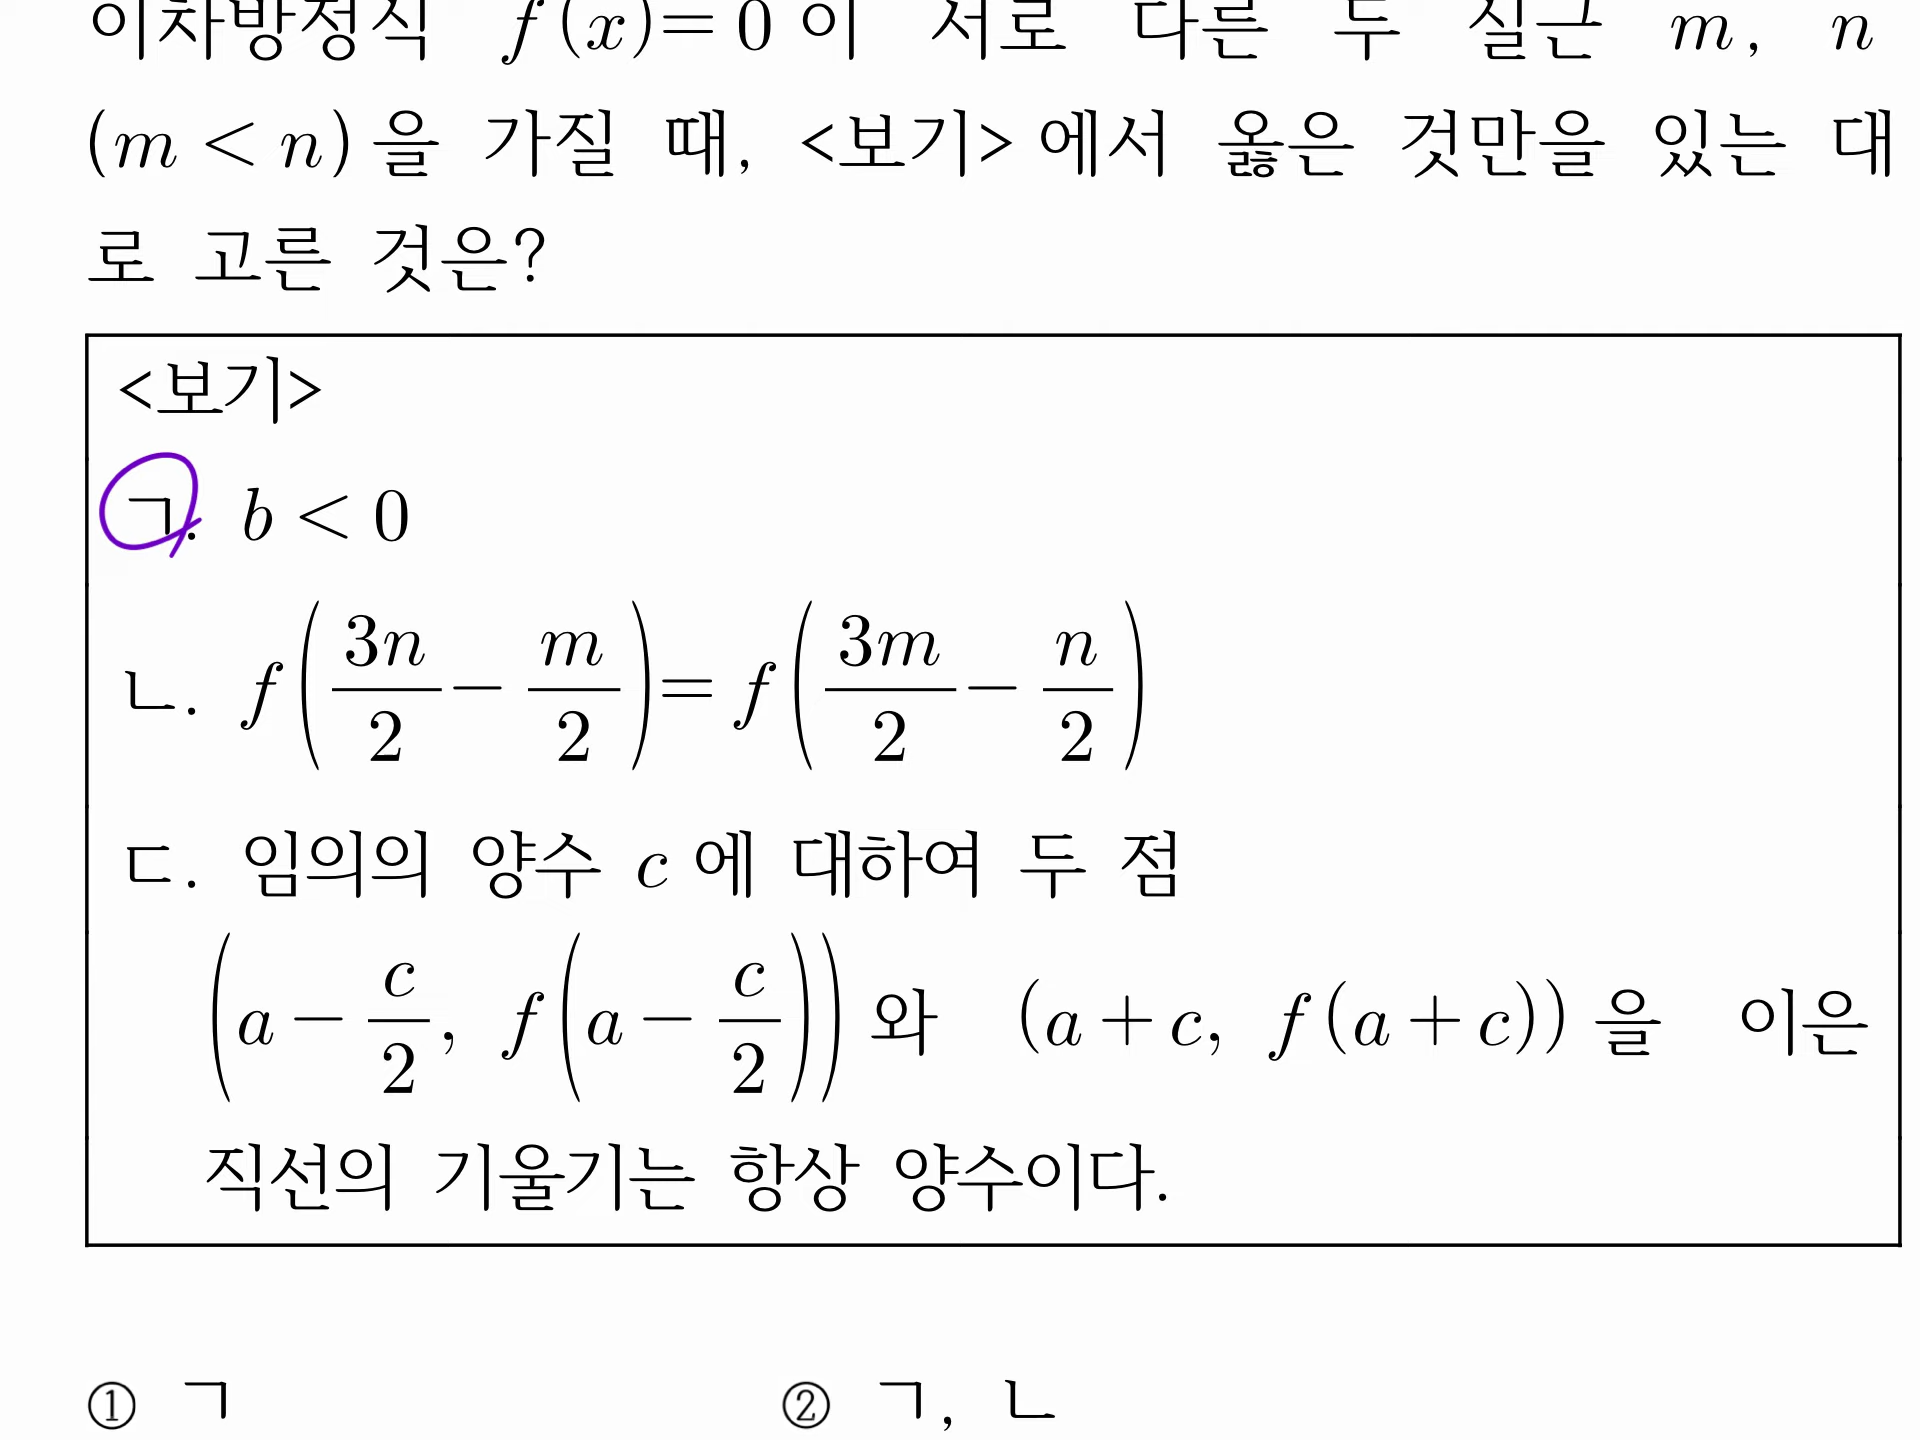 이차방정식 f(x)=0이 서로 다른 두 실근 m, n
(m<n)을 가질 때, <보기>에서 옳은 것만을 있는 대
로 고른 것은?
<보기>
ㄱ. b<0
ㄴ. f(3n/2 - m/2) = f(3m/2 - n/2)
ㄷ. 임의의 양수 c에 대하여 두 점
(a - c/2, f(a - c/2))와 (a+c, f(a+c))을 이은
직선의 기울기는 항상 양수이다.
① ㄱ ② ㄱ, ㄴ